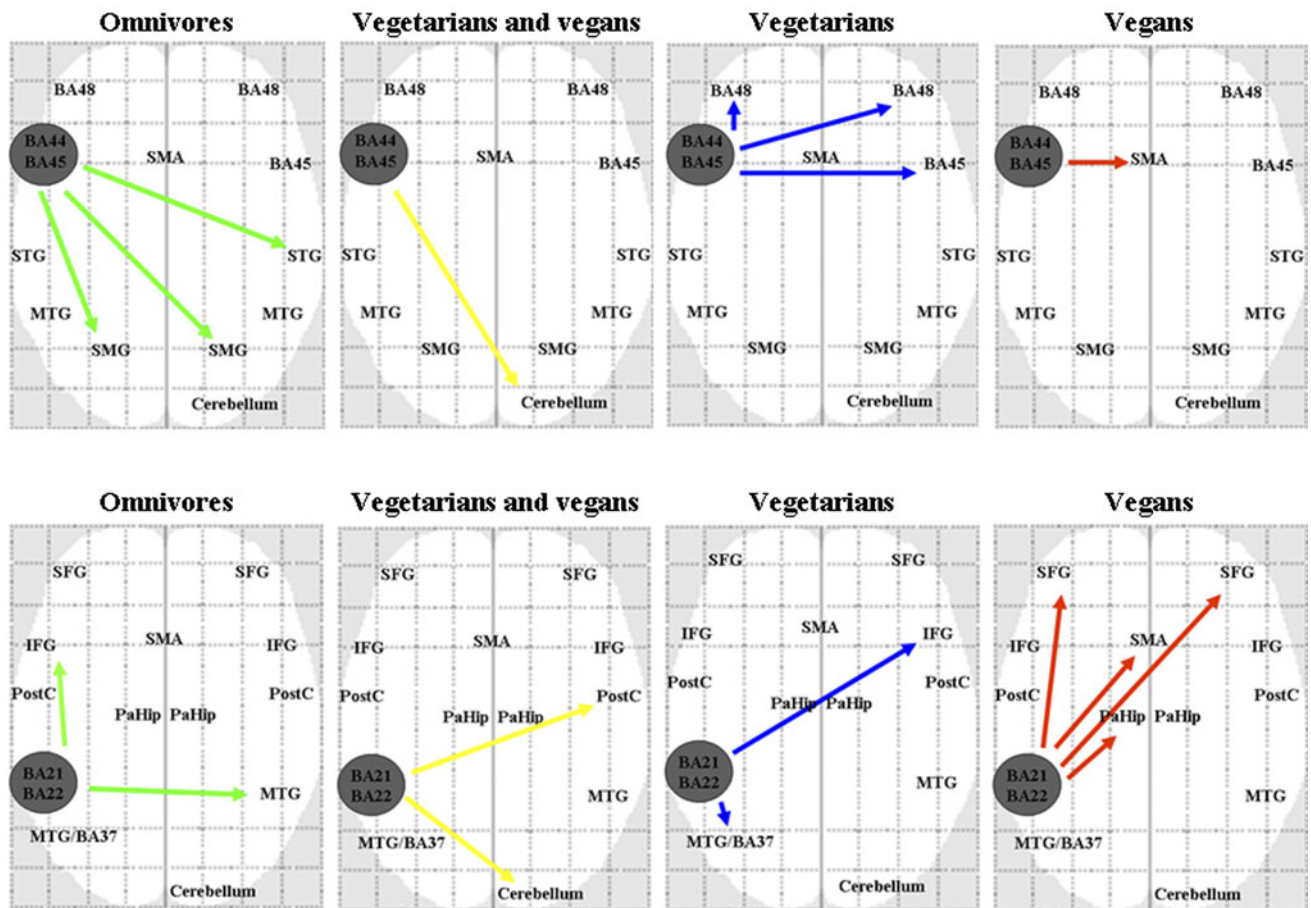 Omnivores
Vegetarians and vegans
Vegetarians
Vegans
BA48 BA48
BA44
BA45
SMA
BA45
STG STG
MTG MTG
SMG SMG
Cerebellum
BA48 BA48
BA44
BA45
SMA
BA45
STG STG
MTG MTG
SMG SMG
Cerebellum
BA48 BA48
BA44
BA45
SMA
BA45
STG STG
MTG MTG
SMG SMG
Cerebellum
BA48 BA48
BA44
BA45
SMA
BA45
STG STG
MTG MTG
SMG SMG
Cerebellum
Omnivores
Vegetarians and vegans
Vegetarians
Vegans
SFG SFG
SMA
IFG IFG
PostC PostC
PaHip PaHip
BA21
BA22
MTG
MTG/BA37
Cerebellum
SFG SFG
SMA
IFG IFG
PostC PostC
PaHip PaHip
BA21
BA22
MTG
MTG/BA37
Cerebellum
SFG SFG
SMA
IFG IFG
PostC PostC
PaHip PaHip
BA21
BA22
MTG
MTG/BA37
Cerebellum
SFG SFG
SMA
IFG IFG
PostC PostC
PaHip PaHip
BA21
BA22
MTG
MTG/BA37
Cerebellum